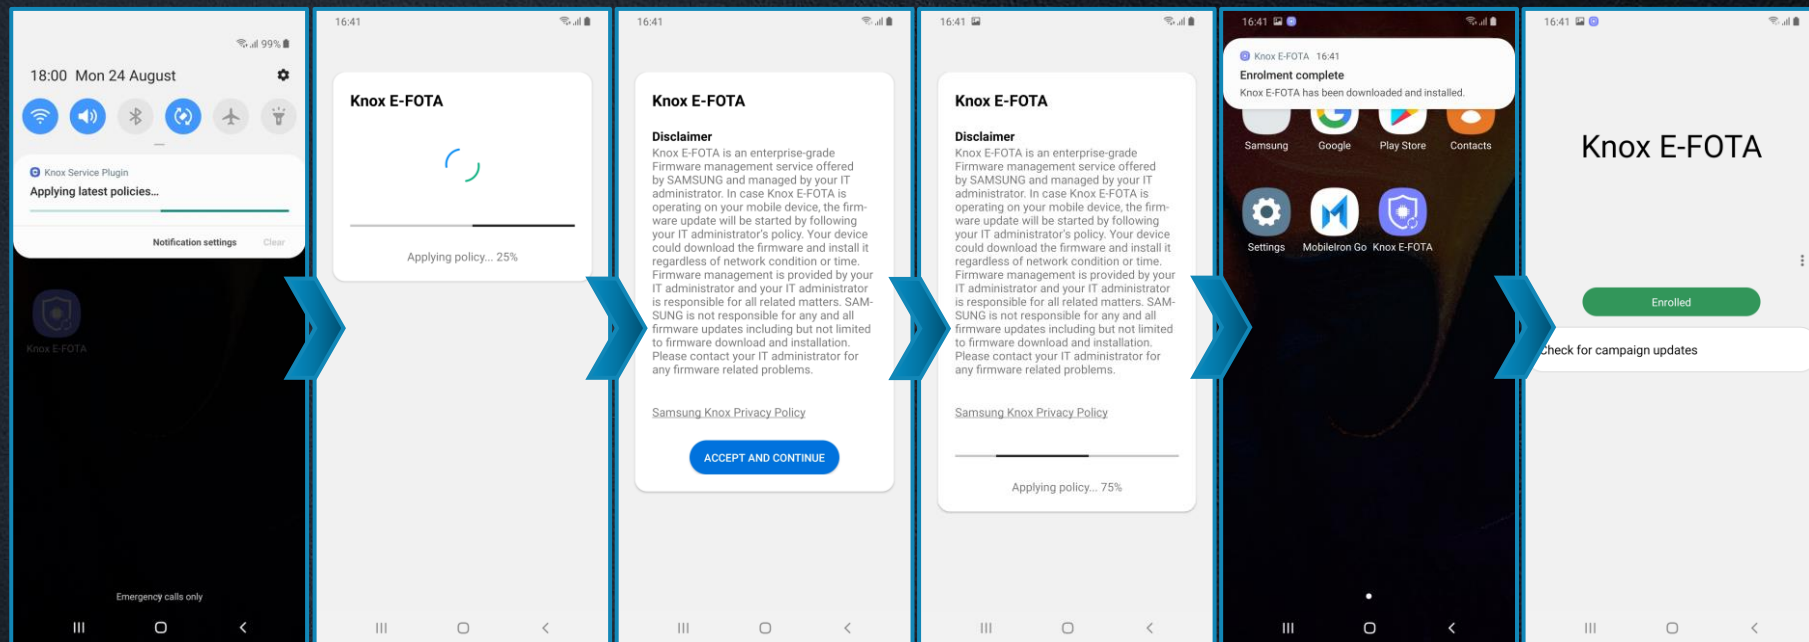 99%
18:00 Mon 24 August
Knox Service Plugin
Applying latest policies...
Notification settings Clear
Knox E-FOTA
Emergency calls only
16:41
Knox E-FOTA
Applying policy... 25%
16:41
Knox E-FOTA
Disclaimer
Knox E-FOTA is an enterprise-grade
Firmware management service offered
by SAMSUNG and managed by your IT
administrator. In case Knox E-FOTA is
operating on your mobile device, the firm-
ware update will be started by following
your IT administrator's policy. Your device
could download the firmware and install it
regardless of network condition or time.
Firmware management is provided by your
IT administrator and your IT administrator
is responsible for all related matters. SAM-
SUNG is not responsible for any and all
firmware updates including but not limited
to firmware download and installation.
Please contact your IT administrator for
any firmware related problems.
Samsung Knox Privacy Policy
ACCEPT AND CONTINUE
16:41
Knox E-FOTA
Disclaimer
Knox E-FOTA is an enterprise-grade
Firmware management service offered
by SAMSUNG and managed by your IT
administrator. In case Knox E-FOTA is
operating on your mobile device, the firm-
ware update will be started by following
your IT administrator's policy. Your device
could download the firmware and install it
regardless of network condition or time.
Firmware management is provided by your
IT administrator and your IT administrator
is responsible for all related matters. SAM-
SUNG is not responsible for any and all
firmware updates including but not limited
to firmware download and installation.
Please contact your IT administrator for
any firmware related problems.
Samsung Knox Privacy Policy
Applying policy... 75%
16:41
Knox E-FOTA 16:41
Enrolment complete
Knox E-FOTA has been downloaded and installed.
Samsung Google Play Store Contacts
Settings MobileIron Go Knox E-FOTA
16:41
Knox E-FOTA
Enrolled
Check for campaign updates